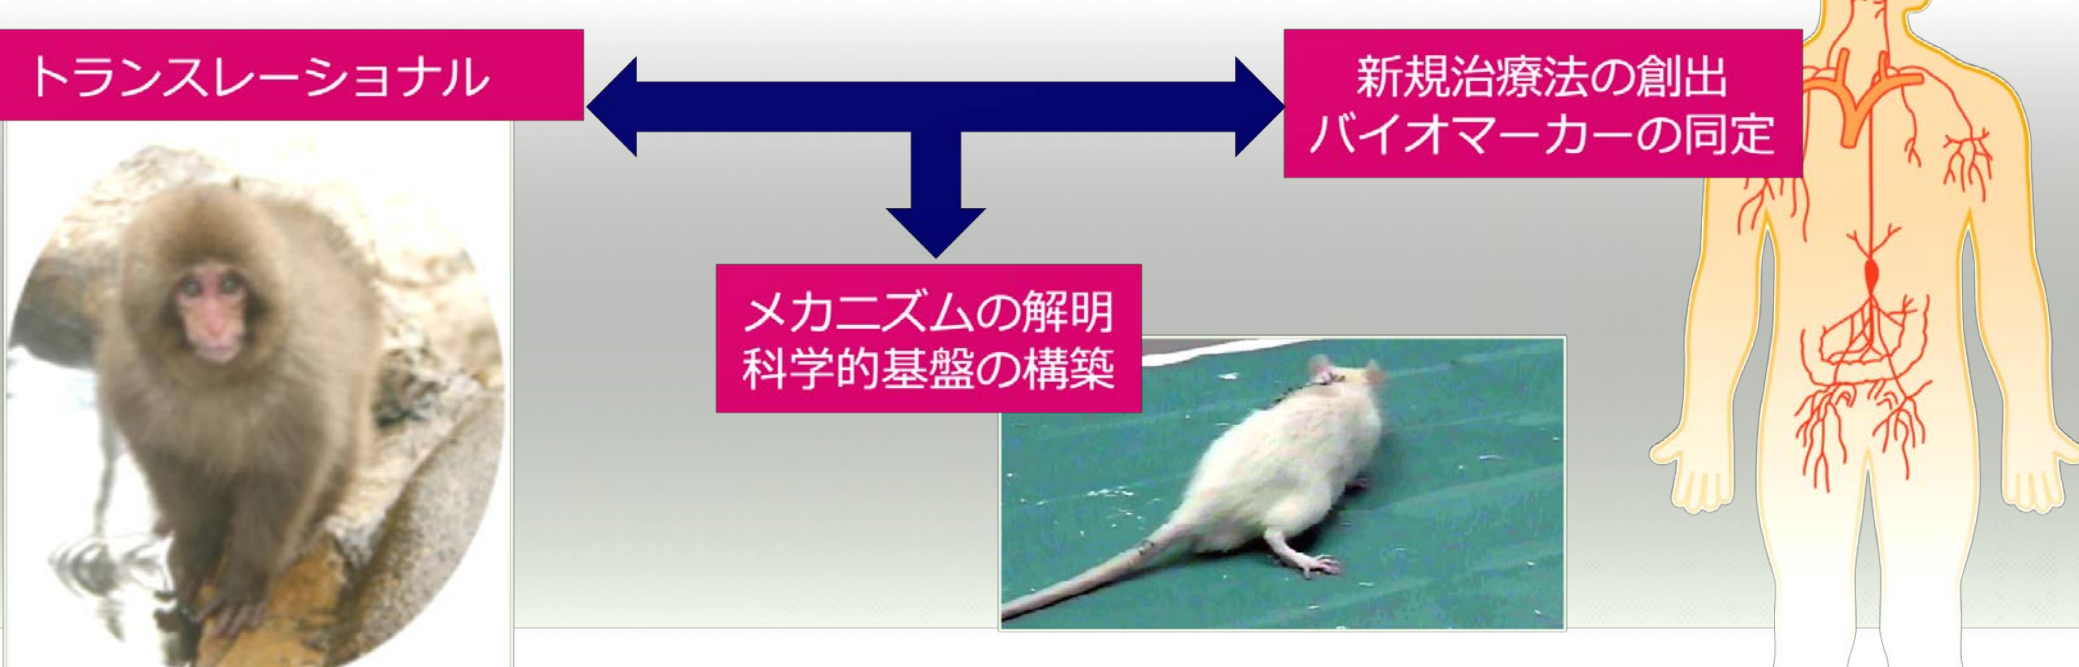 トランスレーショナル
新規治療法の創出
バイオマーカーの同定
メカニズムの解明
科学的基盤の構築